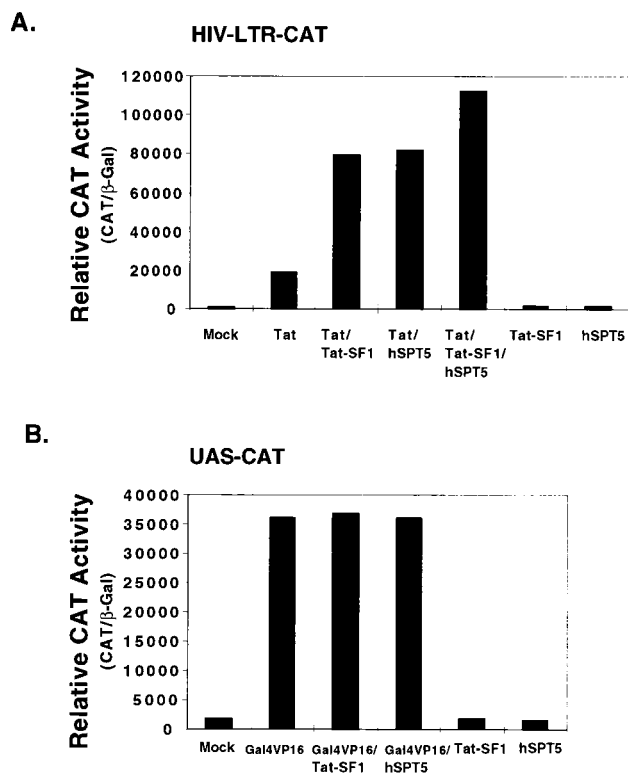 A.
HIV-LTR-CAT
Relative CAT Activity
(CAT/β-Gal)
120000
100000
80000
60000
40000
20000
0
Mock
Tat
Tat/
Tat-SF1
Tat/
hSPT5
Tat/
Tat-SF1/
hSPT5
Tat-SF1
hSPT5
B.
UAS-CAT
Relative CAT Activity
(CAT/β-Gal)
40000
35000
30000
25000
20000
15000
10000
5000
0
Mock
Gal4VP16
Gal4VP16/
Tat-SF1
Gal4VP16/
hSPT5
Tat-SF1
hSPT5